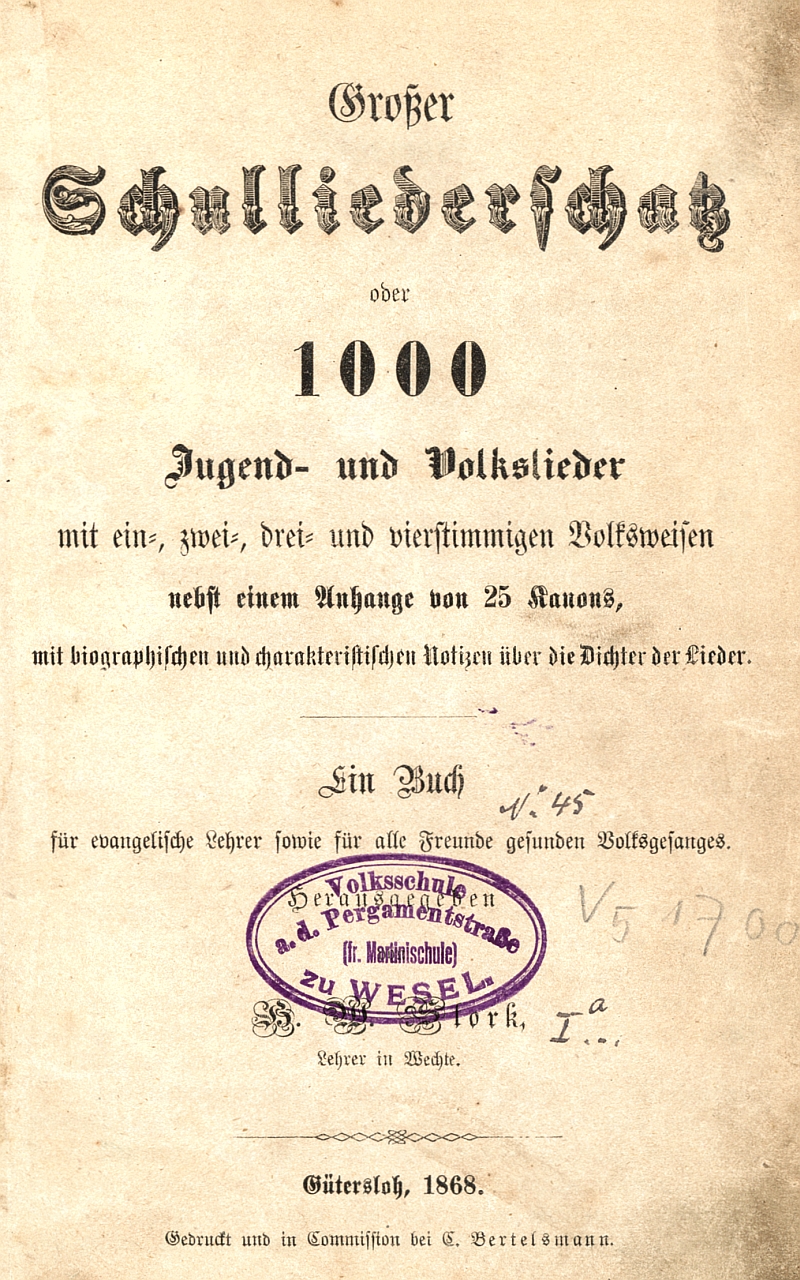 Großer
Schulliederschatz
oder
1000
Jugend- und Volkslieder
mit ein-, zwei-, drei- und vierstimmigen Volksweisen
nebst einem Anhange von 25 Kanons,
mit biographischen und charakteristischen Notizen über die Dichter der Lieder.
Ein Buch
N. 45
für evangelische Lehrer sowie für alle Freunde gesunden Volksgesanges.
Herausgegeben
Volksschule
a. d. Pergamentstraße
(fr. Martinischule)
zu WESEL.
V5 1700
H. W. Stork,
I a
Lehrer in Wechte.
Gütersloh, 1868.
Gedruckt und in Commission bei C. Bertelsmann.